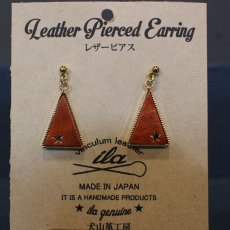 Leather Pierced Earring
レザーピアス
vinculum leather
ila
MADE IN JAPAN
IT IS A HANDMADE PRODUCTS
★ ila genuine ★
犬山革工房